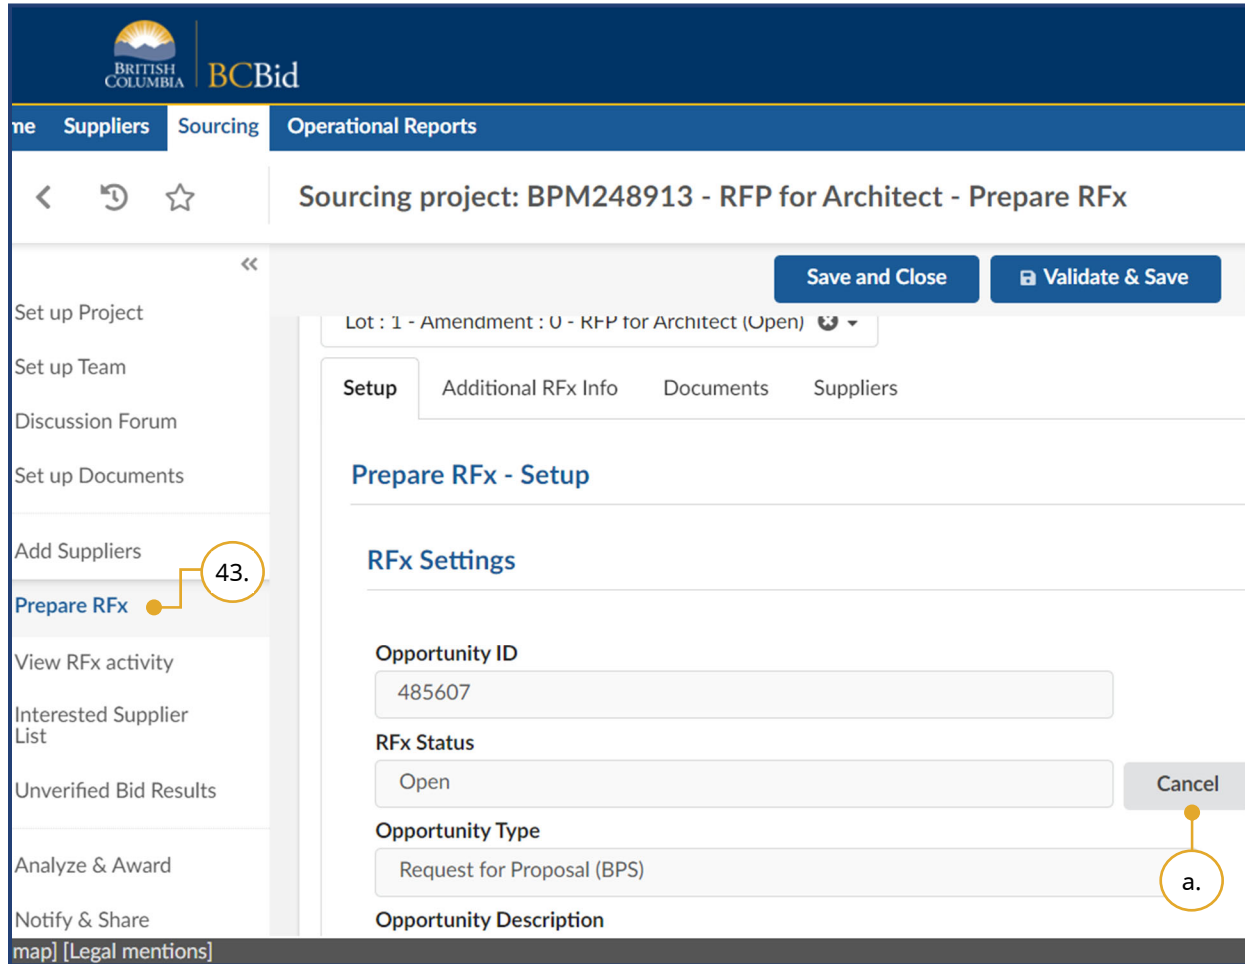 BRITISH
COLUMBIA
BCBid
me Suppliers Sourcing Operational Reports
Sourcing project: BPM248913 - RFP for Architect - Prepare RFx
Save and Close Validate & Save
Lot : 1 - Amendment : 0 - RFP for Architect (Open)
Set up Project
Set up Team
Discussion Forum
Set up Documents
Add Suppliers
43.
Prepare RFx
View RFx activity
Interested Supplier
List
Unverified Bid Results
Analyze & Award
Notify & Share
Setup Additional RFx Info Documents Suppliers
Prepare RFx - Setup
RFx Settings
Opportunity ID
485607
RFx Status
Open
Cancel
a.
Opportunity Type
Request for Proposal (BPS)
Opportunity Description
map] [Legal mentions]